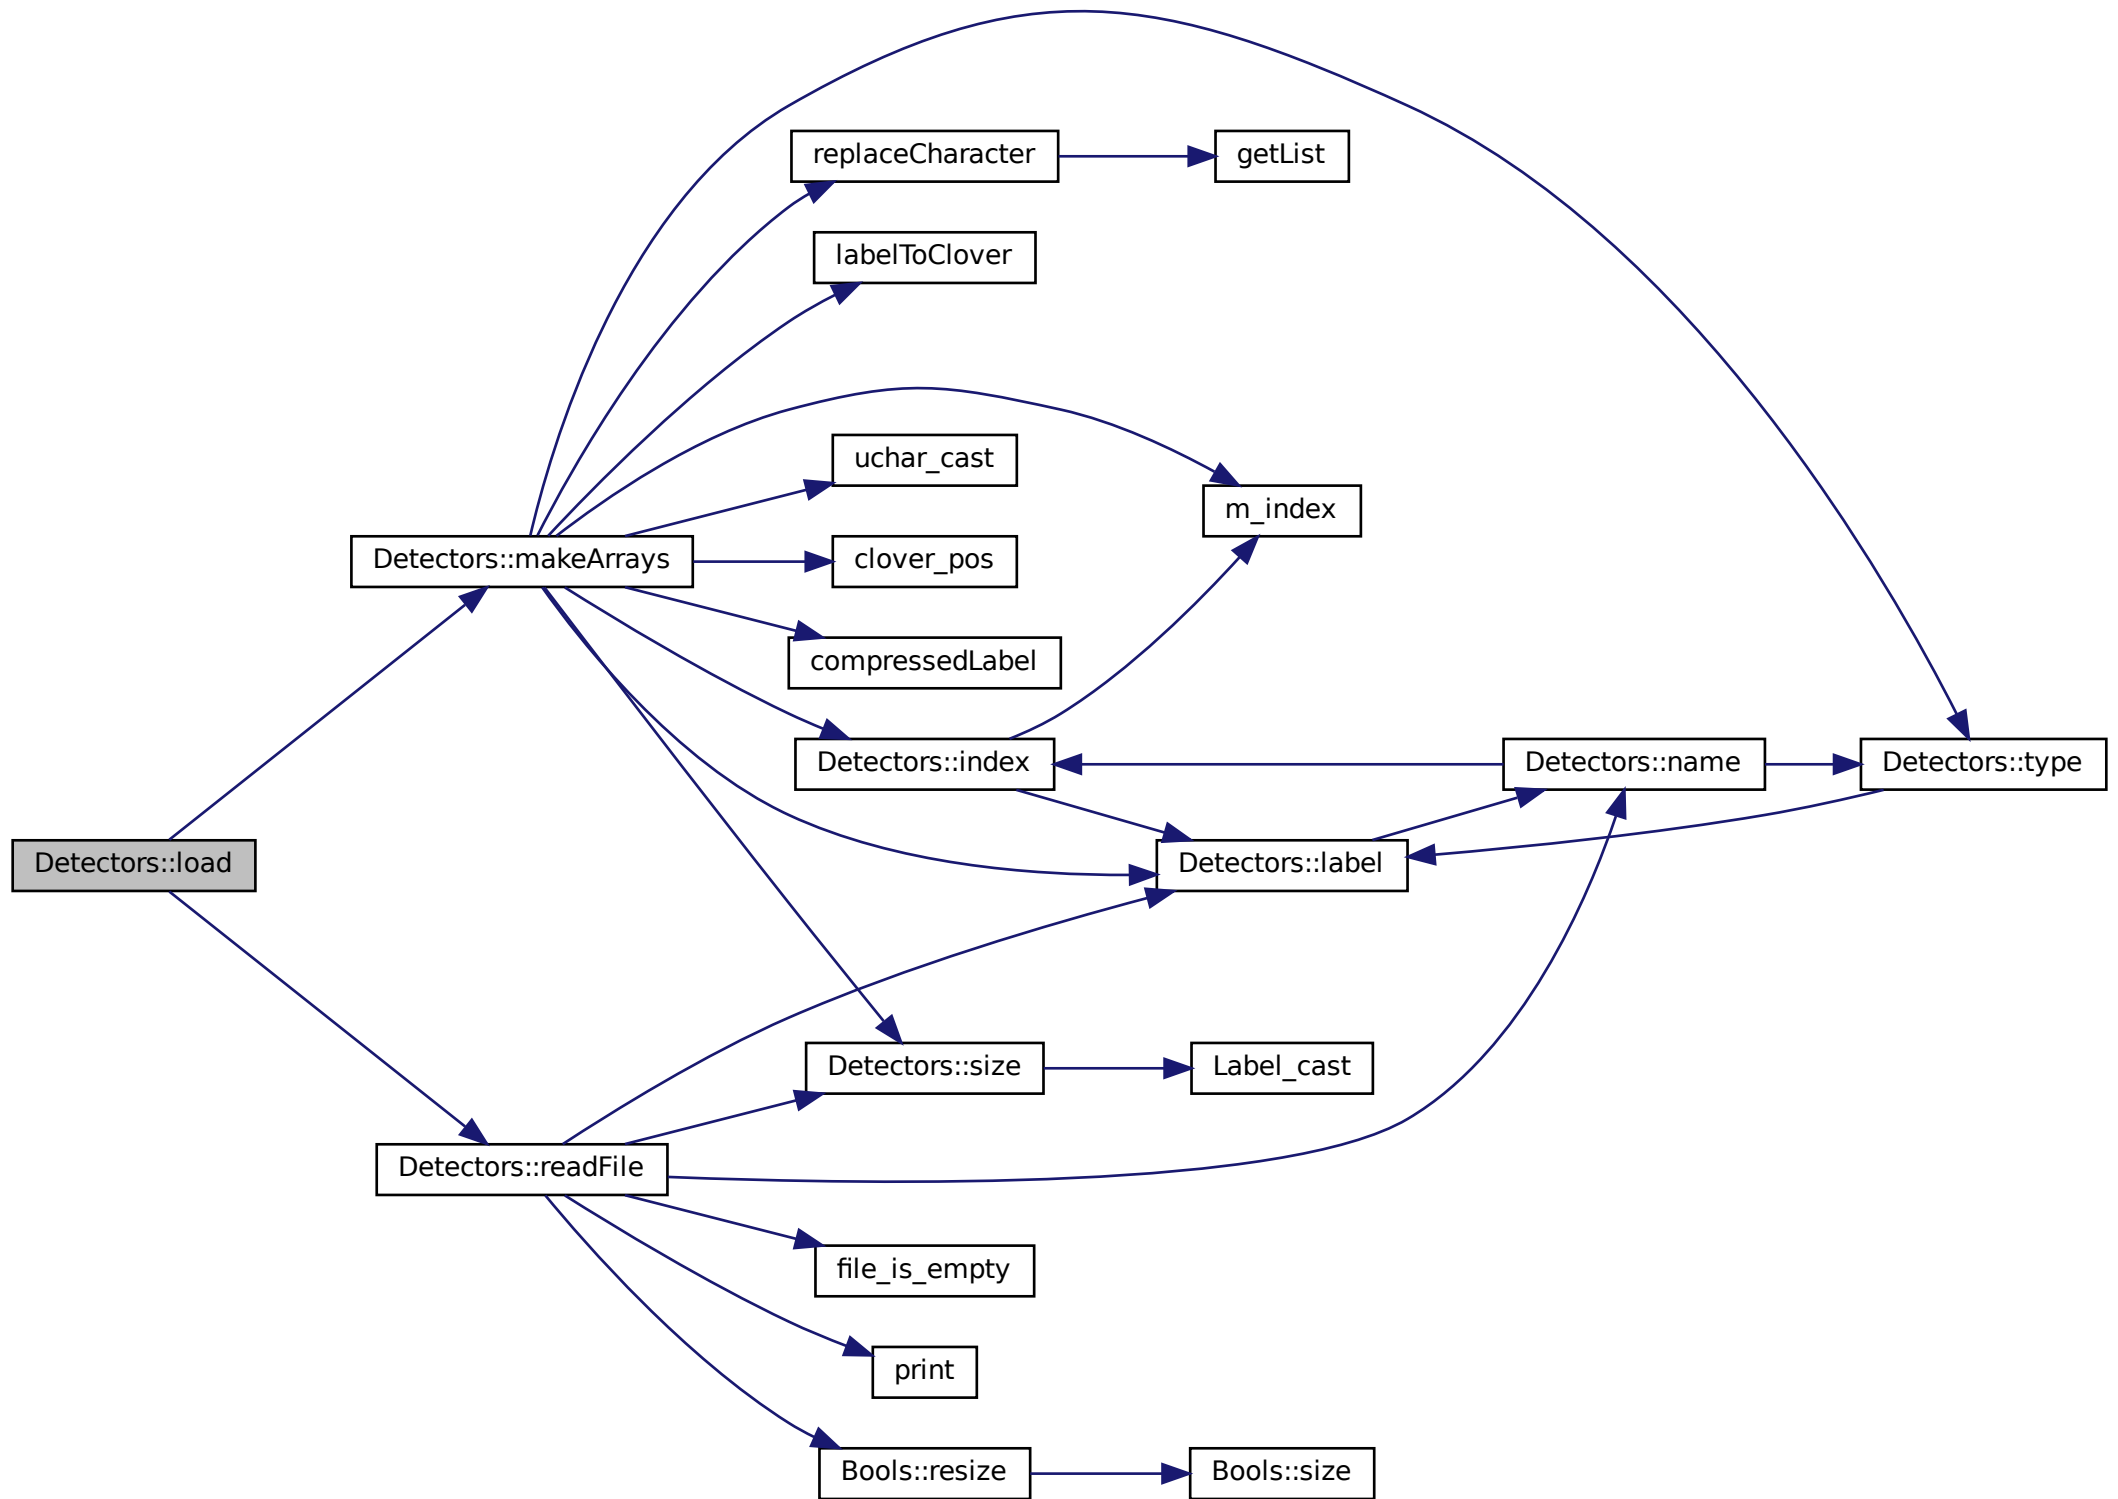 replaceCharacter
getList
labelToClover
uchar_cast
m_index
Detectors::makeArrays
clover_pos
compressedLabel
Detectors::index
Detectors::name
Detectors::type
Detectors::load
Detectors::label
Detectors::size
Label_cast
Detectors::readFile
file_is_empty
print
Bools::resize
Bools::size